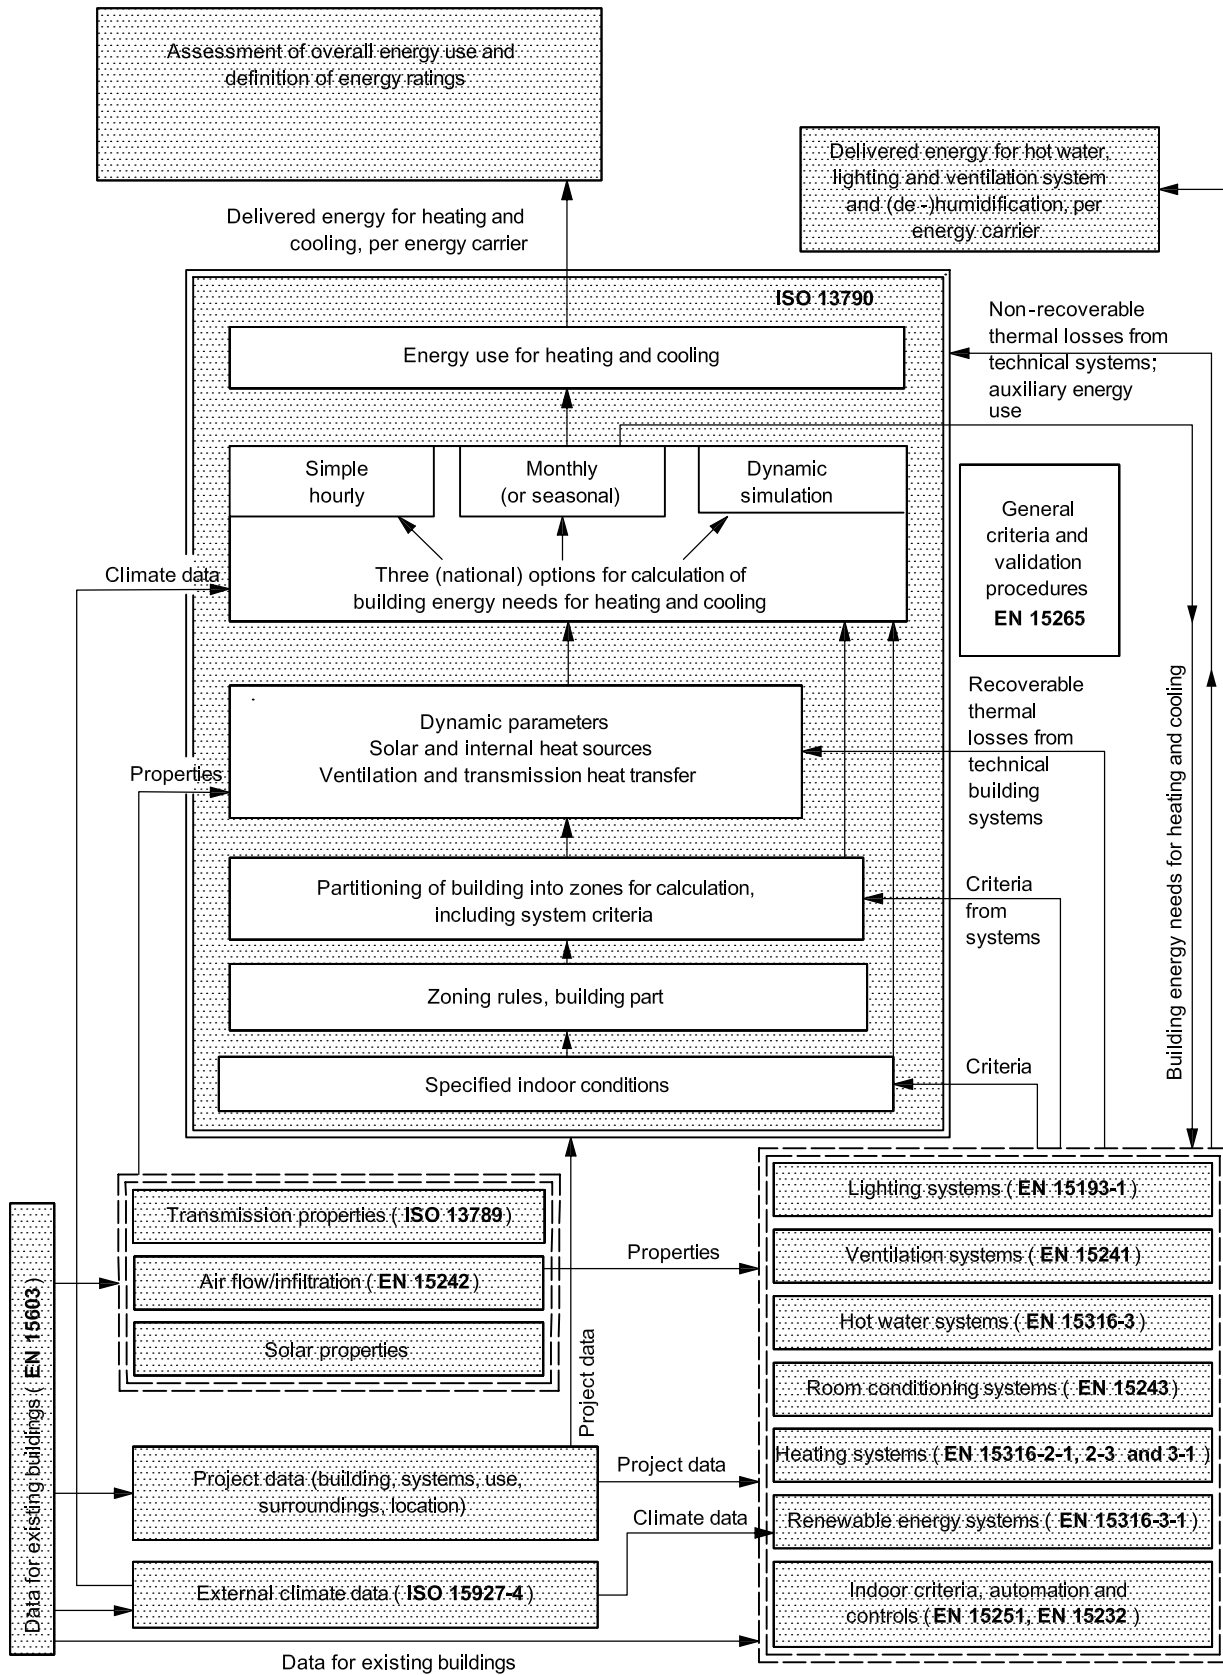 Assessment of overall energy use and
definition of energy ratings
Delivered energy for hot water,
lighting and ventilation system
and (de -)humidification, per
energy carrier
Delivered energy for heating and
cooling, per energy carrier
ISO 13790
Non-recoverable
thermal losses from
technical systems;
auxiliary energy
use
Energy use for heating and cooling
Simple
hourly
Monthly
(or seasonal)
Dynamic
simulation
General
criteria and
validation
procedures
EN 15265
Climate data
Three (national) options for calculation of
building energy needs for heating and cooling
Building energy needs for heating and cooling
Recoverable
thermal
losses from
technical
building
systems
Dynamic parameters
Solar and internal heat sources
Ventilation and transmission heat transfer
Properties
Partitioning of building into zones for calculation,
including system criteria
Criteria
from
systems
Zoning rules, building part
Specified indoor conditions
Criteria
Transmission properties ( ISO 13789)
Air flow/infiltration ( EN 15242)
Solar properties
Properties
Lighting systems ( EN 15193-1)
Ventilation systems ( EN 15241)
Hot water systems ( EN 15316-3)
Room conditioning systems ( EN 15243)
Heating systems ( EN 15316-2-1, 2-3 and 3-1)
Renewable energy systems ( EN 15316-3-1)
Indoor criteria, automation and
controls ( EN 15251, EN 15232 )
Data for existing buildings ( EN 15603)
Project data
Project data (building, systems, use,
surroundings, location)
Project data
Climate data
External climate data ( ISO 15927-4)
Data for existing buildings